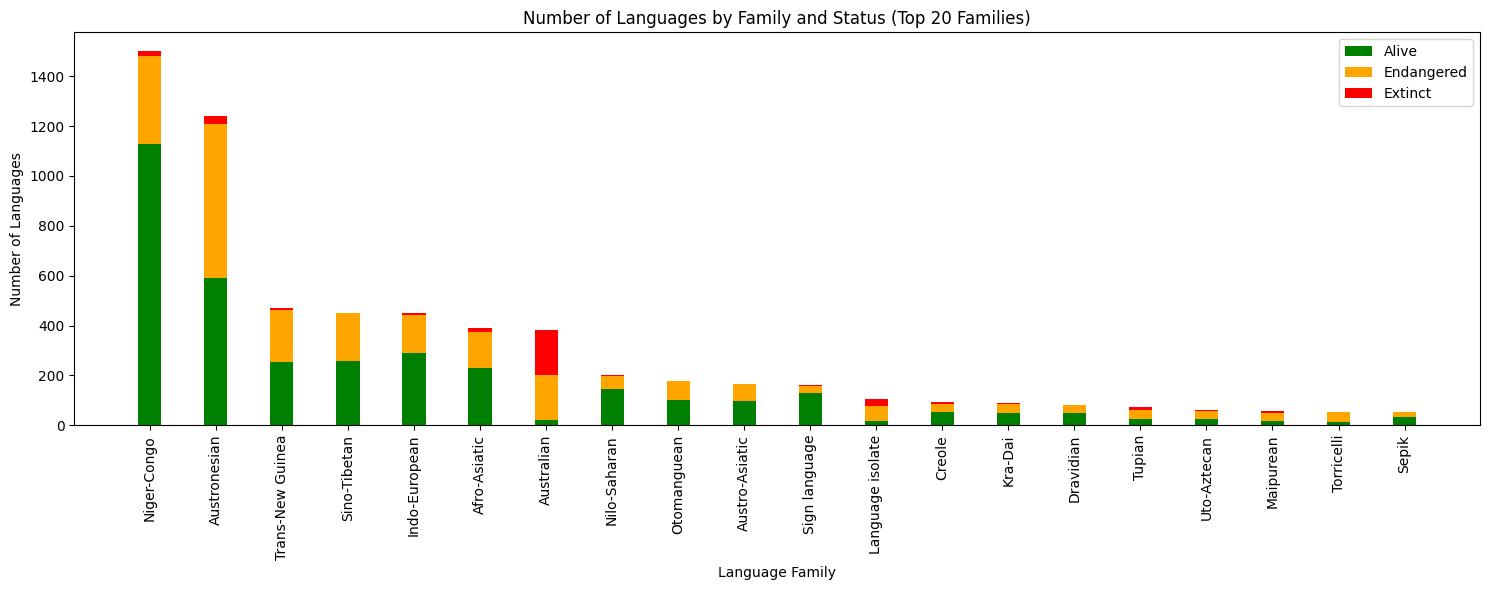 Number of Languages by Family and Status (Top 20 Families)
Alive
Endangered
Extinct
Number of Languages
1400
1200
1000
800
600
400
200
0
Niger-Congo
Austronesian
Trans-New Guinea
Sino-Tibetan
Indo-European
Afro-Asiatic
Australian
Nilo-Saharan
Otomanguean
Austro-Asiatic
Sign language
Language isolate
Creole
Kra-Dai
Dravidian
Tupian
Uto-Aztecan
Maipurean
Torricelli
Sepik
Language Family